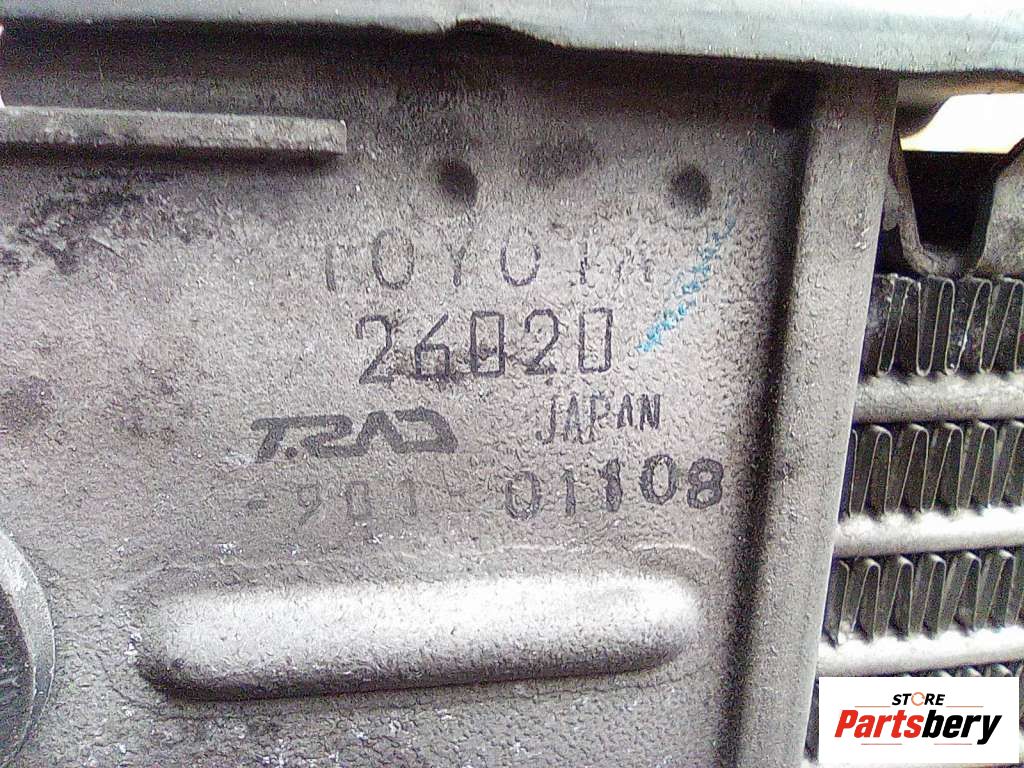 TOYOTA
26020
T.RAD JAPAN
-901-01108
STORE
Partsbery